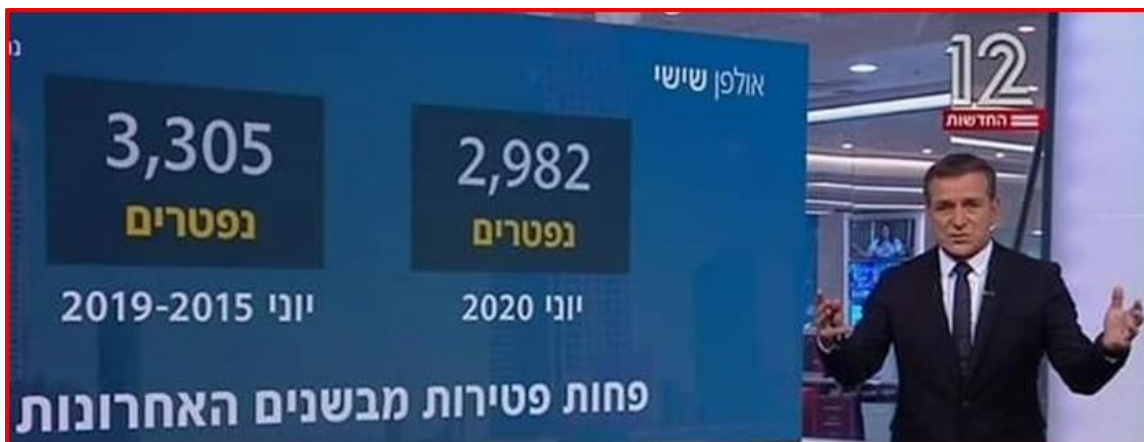 אולפן שישי
12
החדשות
2,982
נפטרים
יוני 2020
3,305
נפטרים
יוני 2019-2015
פחות פטירות מבשנים האחרונות